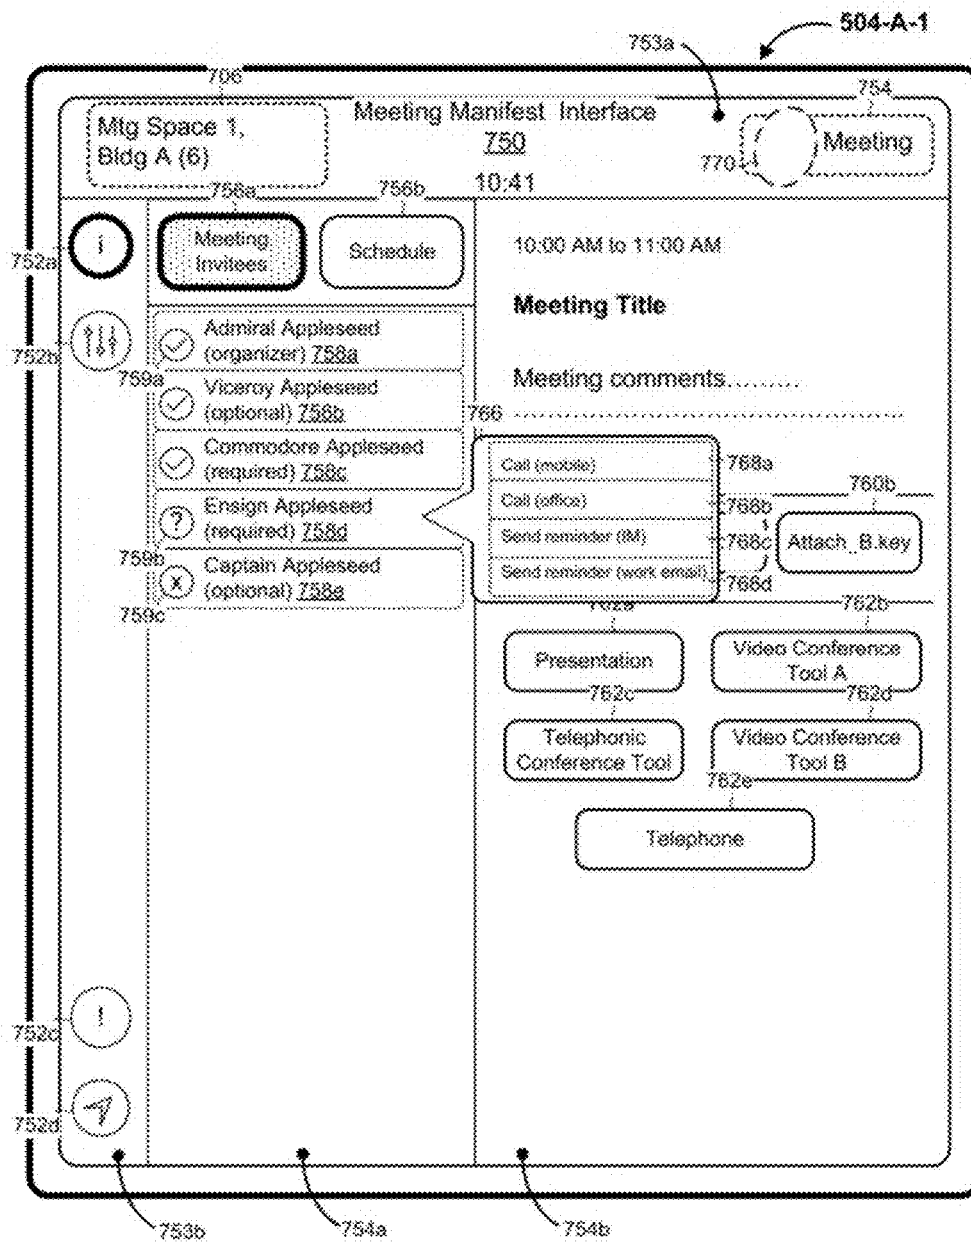 504-A-1
753a
706
754
Mtg Space 1,
Bldg A (6)
Meeting Manifest Interface
750
10:41
Meeting
770
756a
756b
752a
i
Meeting
Invitees
Schedule
10:00 AM to 11:00 AM
Meeting Title
752b
Admiral Appleseed
(organizer) 758a
759a
Viceroy Appleseed
(optional) 758b
Meeting comments.........
766
Commodore Appleseed
(required) 758c
Call (mobile)
768a
760b
?
Ensign Appleseed
(required) 758d
Call (office)
768b
Send reminder (IM)
768c
Attach_B.key
759b
x
Captain Appleseed
(optional) 758a
Send reminder (work email)
768d
759c
762a
762b
Presentation
Video Conference
Tool A
762c
762d
Telephonic
Conference Tool
Video Conference
Tool B
762e
Telephone
!
752c
752d
753b
754a
754b